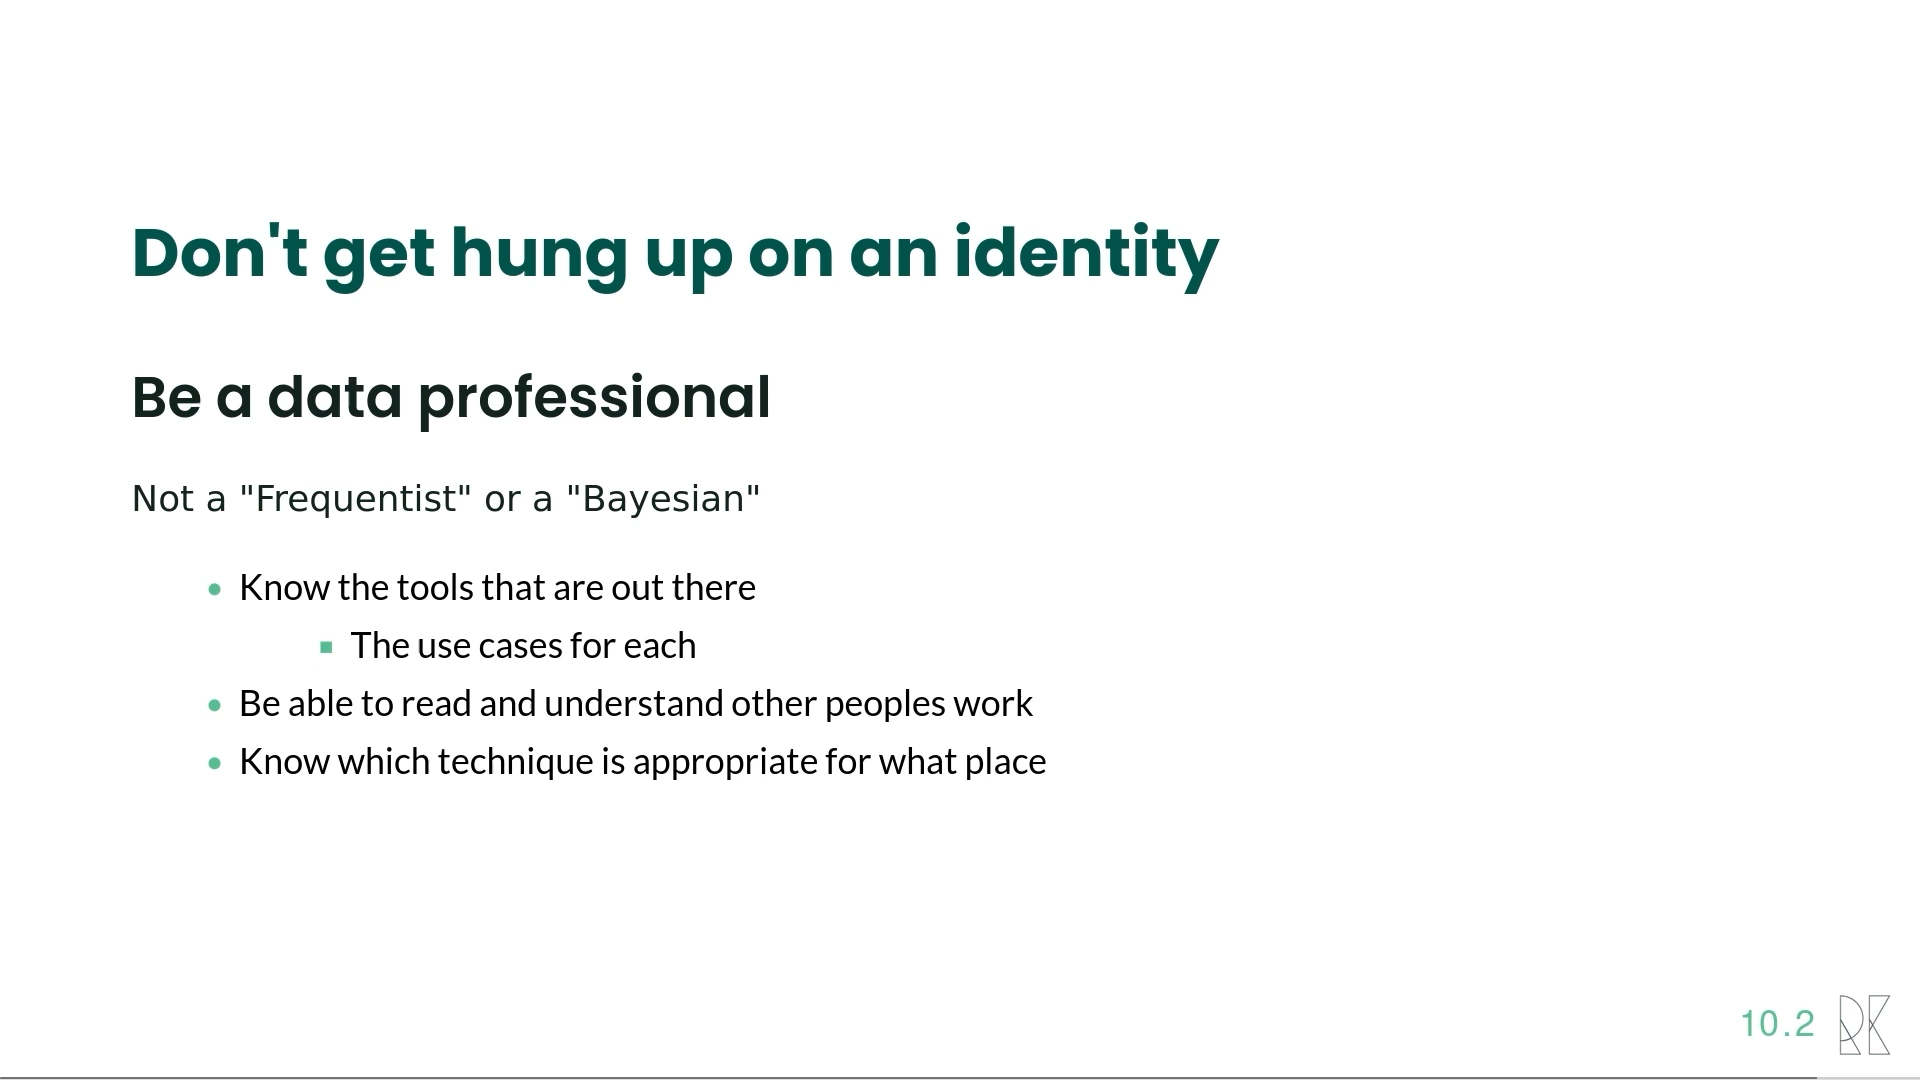 Don't get hung up on an identity
Be a data professional
Not a "Frequentist" or a "Bayesian"
Know the tools that are out there
The use cases for each
Be able to read and understand other peoples work
Know which technique is appropriate for what place
10.2
RK